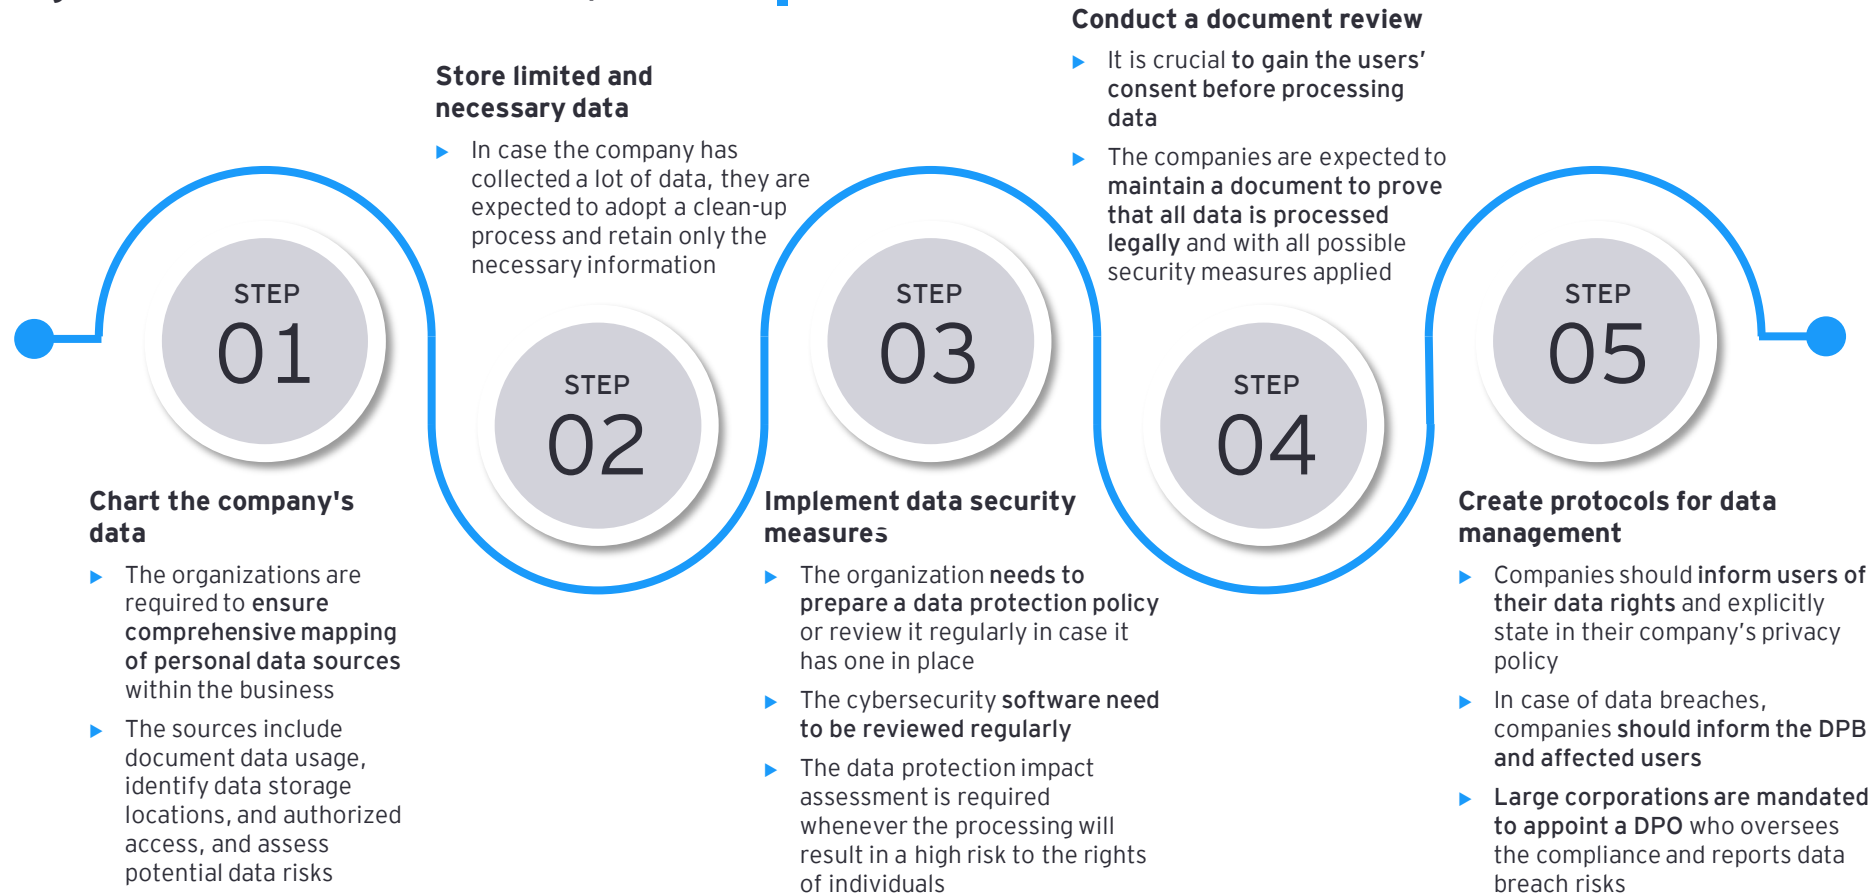 STEP
01
Chart the company's
data
The organizations are
required to ensure
comprehensive mapping
of personal data sources
within the business
The sources include
document data usage,
identify data storage
locations, and authorized
access, and assess
potential data risks
Store limited and
necessary data
In case the company has
collected a lot of data, they are
expected to adopt a clean-up
process and retain only the
necessary information
STEP
02
STEP
03
Implement data security
measures
The organization needs to
prepare a data protection policy
or review it regularly in case it
has one in place
The cybersecurity software need
to be reviewed regularly
The data protection impact
assessment is required
whenever the processing will
result in a high risk to the rights
of individuals
Conduct a document review
It is crucial to gain the users’
consent before processing
data
The companies are expected to
maintain a document to prove
that all data is processed
legally and with all possible
security measures applied
STEP
04
STEP
05
Create protocols for data
management
Companies should inform users of
their data rights and explicitly
state in their company’s privacy
policy
In case of data breaches,
companies should inform the DPB
and affected users
Large corporations are mandated
to appoint a DPO who oversees
the compliance and reports data
breach risks